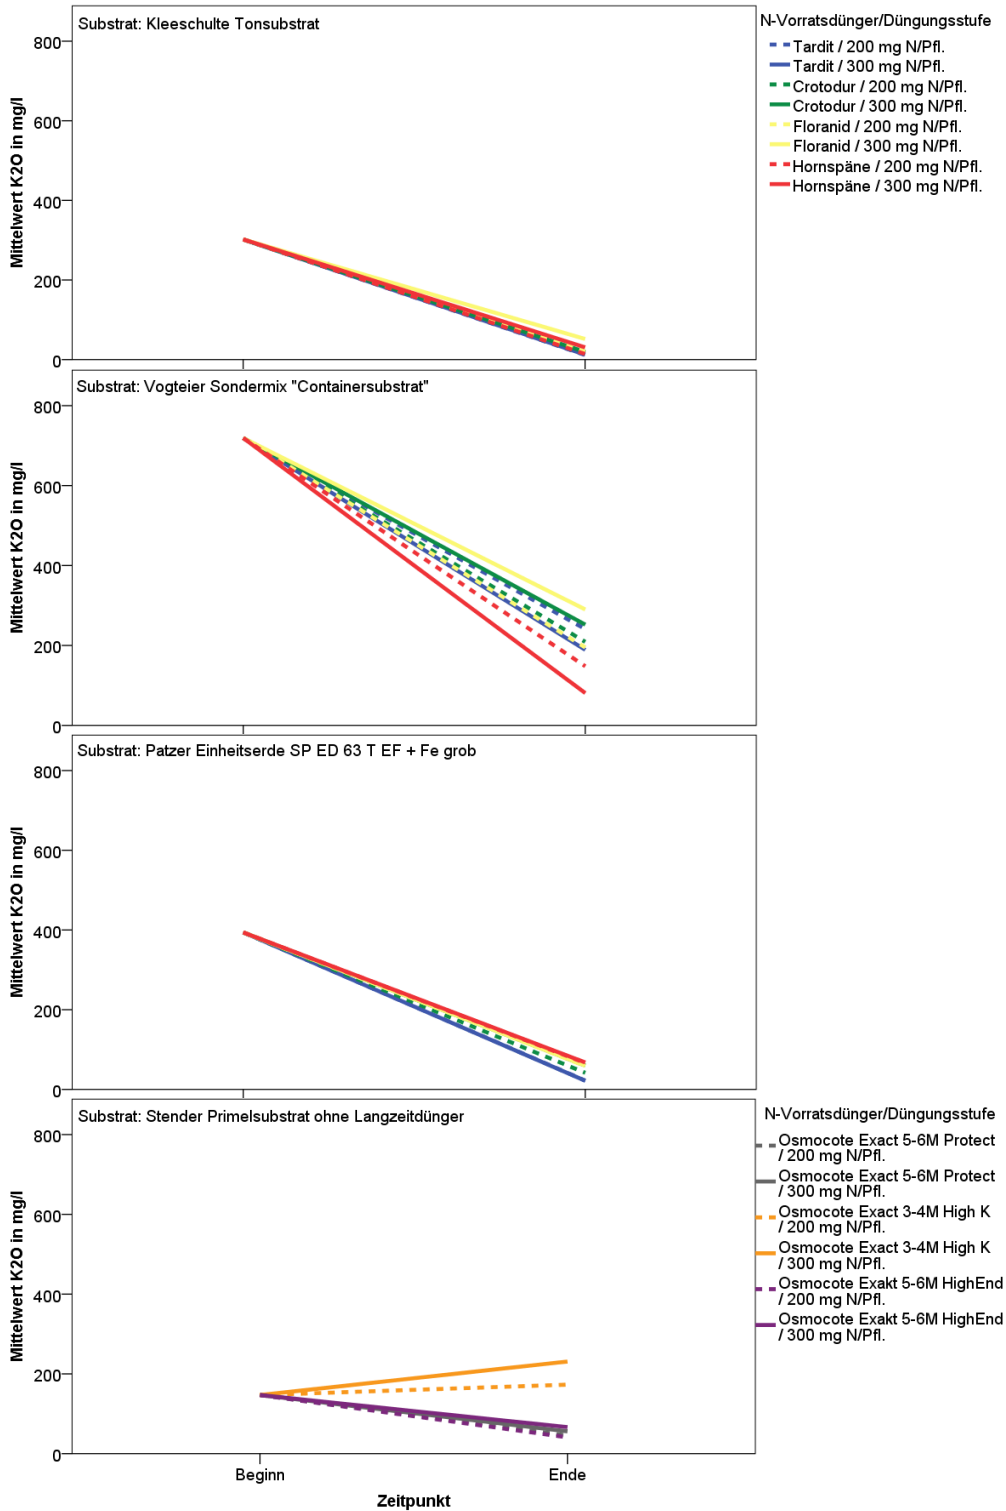 Substrat: Kleeschulte Tonsubstrat
800
600
400
200
0
Mittelwert K2O in mg/l
N-Vorratsdünger/Düngungsstufe
Tardit / 200 mg N/Pfl.
Tardit / 300 mg N/Pfl.
Crotodur / 200 mg N/Pfl.
Crotodur / 300 mg N/Pfl.
Floranid / 200 mg N/Pfl.
Floranid / 300 mg N/Pfl.
Hornspäne / 200 mg N/Pfl.
Hornspäne / 300 mg N/Pfl.
Substrat: Vogteier Sondermix "Containersubstrat"
800
600
400
200
0
Mittelwert K2O in mg/l
Substrat: Patzer Einheitserde SP ED 63 T EF + Fe grob
800
600
400
200
0
Mittelwert K2O in mg/l
Substrat: Stender Primelsubstrat ohne Langzeitdünger
800
600
400
200
0
Mittelwert K2O in mg/l
N-Vorratsdünger/Düngungsstufe
Osmocote Exact 5-6M Protect
/ 200 mg N/Pfl.
Osmocote Exact 5-6M Protect
/ 300 mg N/Pfl.
Osmocote Exact 3-4M High K
/ 200 mg N/Pfl.
Osmocote Exact 3-4M High K
/ 300 mg N/Pfl.
Osmocote Exakt 5-6M HighEnd
/ 200 mg N/Pfl.
Osmocote Exakt 5-6M HighEnd
/ 300 mg N/Pfl.
Beginn
Ende
Zeitpunkt